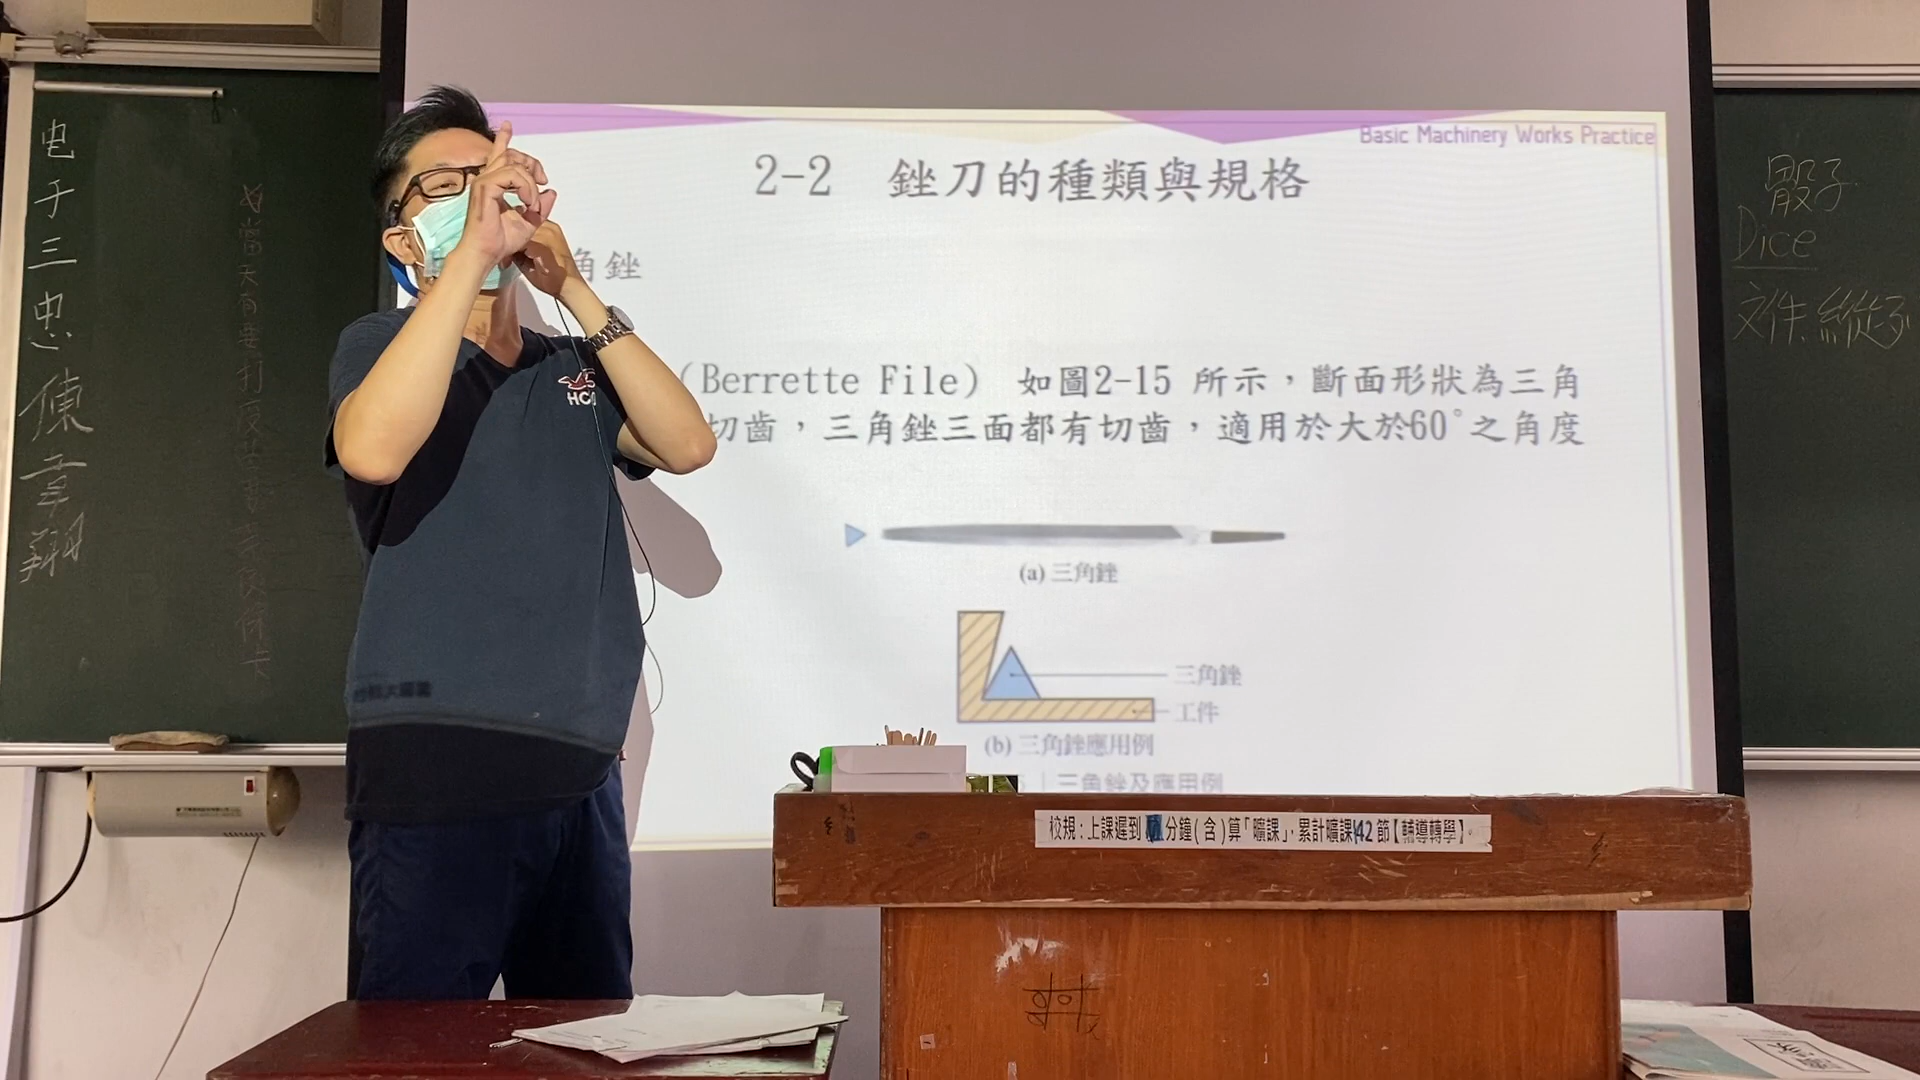 电子三忠 陳韋翔
Basic Machinery Works Practice
2-2 銼刀的種類與規格
角銼
(Berrette File) 如圖2-15 所示，斷面形狀為三角
切齒，三角銼三面都有切齒，適用於大於60°之角度
(a) 三角銼
三角銼
工件
(b) 三角銼應用例
三角銼及應用例
骰子
Dice
文件
HCO
校規：上課遲到 分鐘(含)算「曠課」，累計曠課42節【輔導轉學】。